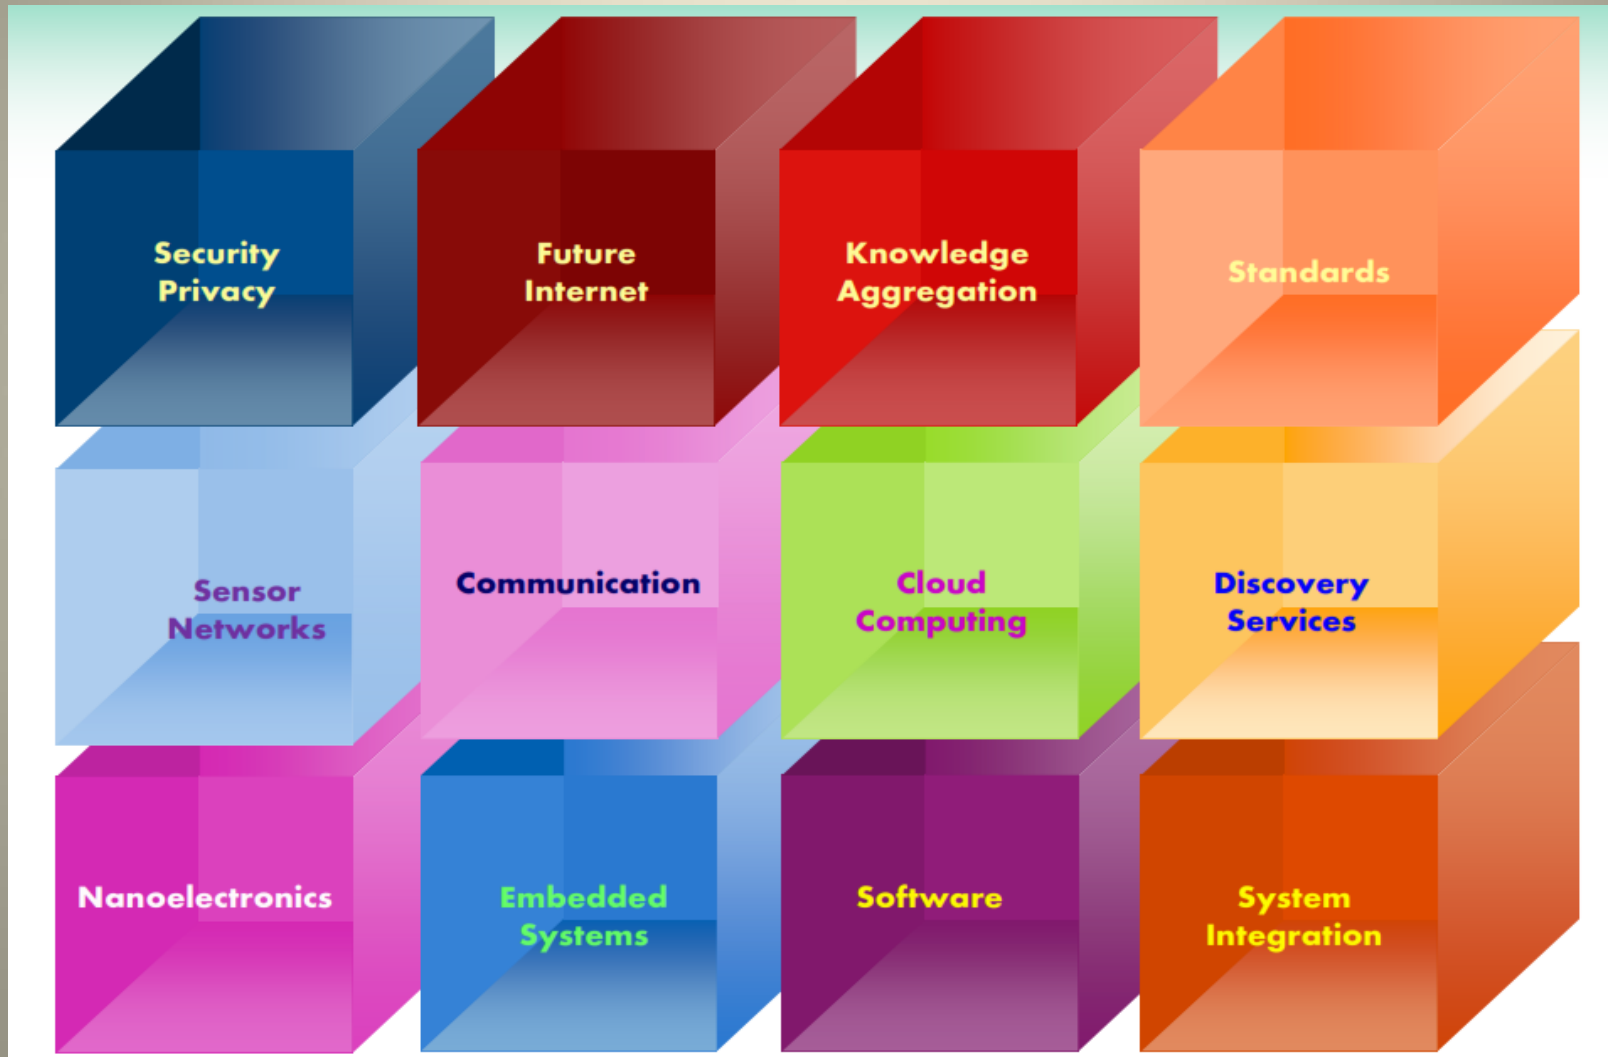 Security
Privacy
Future
Internet
Knowledge
Aggregation
Standards
Sensor
Networks
Communication
Cloud
Computing
Discovery
Services
Nanoelectronics
Embedded
Systems
Software
System
Integration